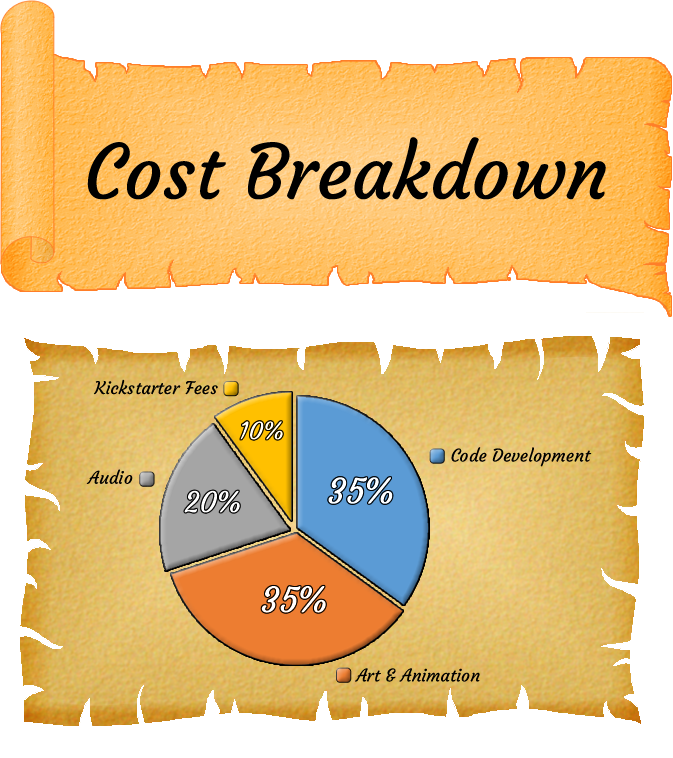 Cost Breakdown
Kickstarter Fees
10%
Code Development
35%
Audio
20%
35%
Art & Animation